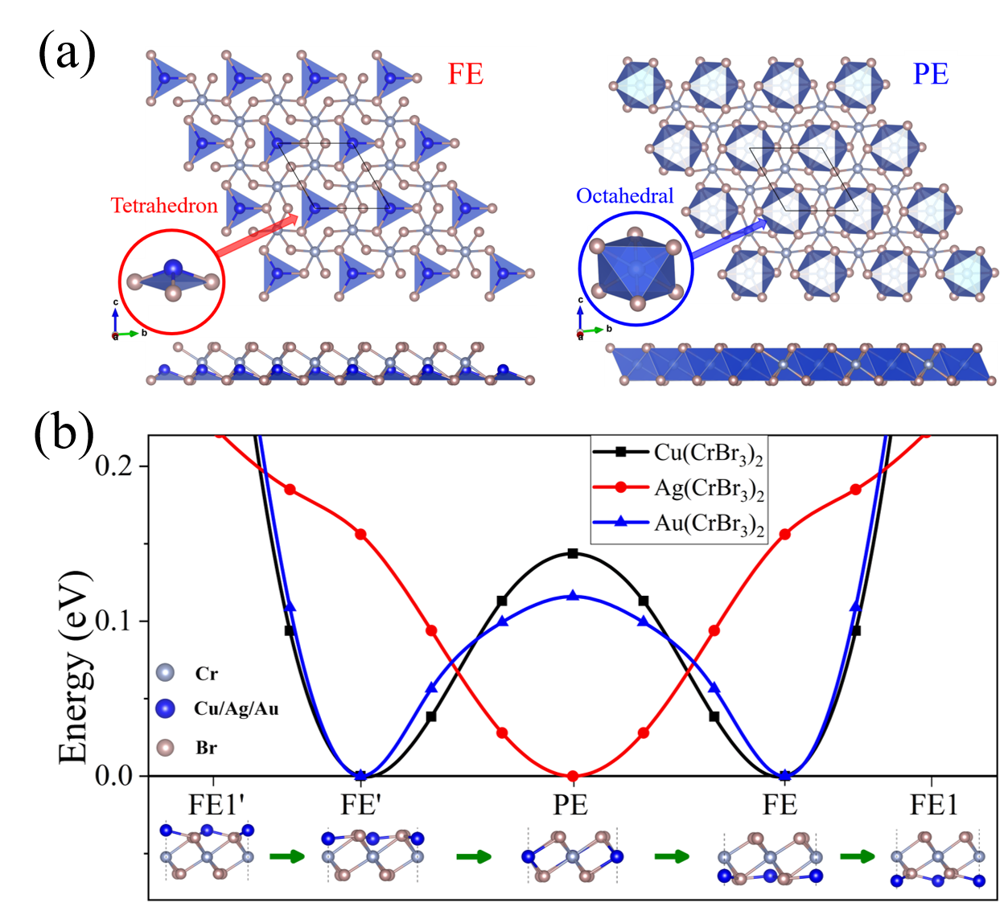 (a)
FE
PE
Tetrahedron
Octahedral
c
b
a
c
b
a
(b)
Energy (eV)
0.2
0.1
0.0
Cu(CrBr3)2
Ag(CrBr3)2
Au(CrBr3)2
Cr
Cu/Ag/Au
Br
FE1' FE' PE FE FE1